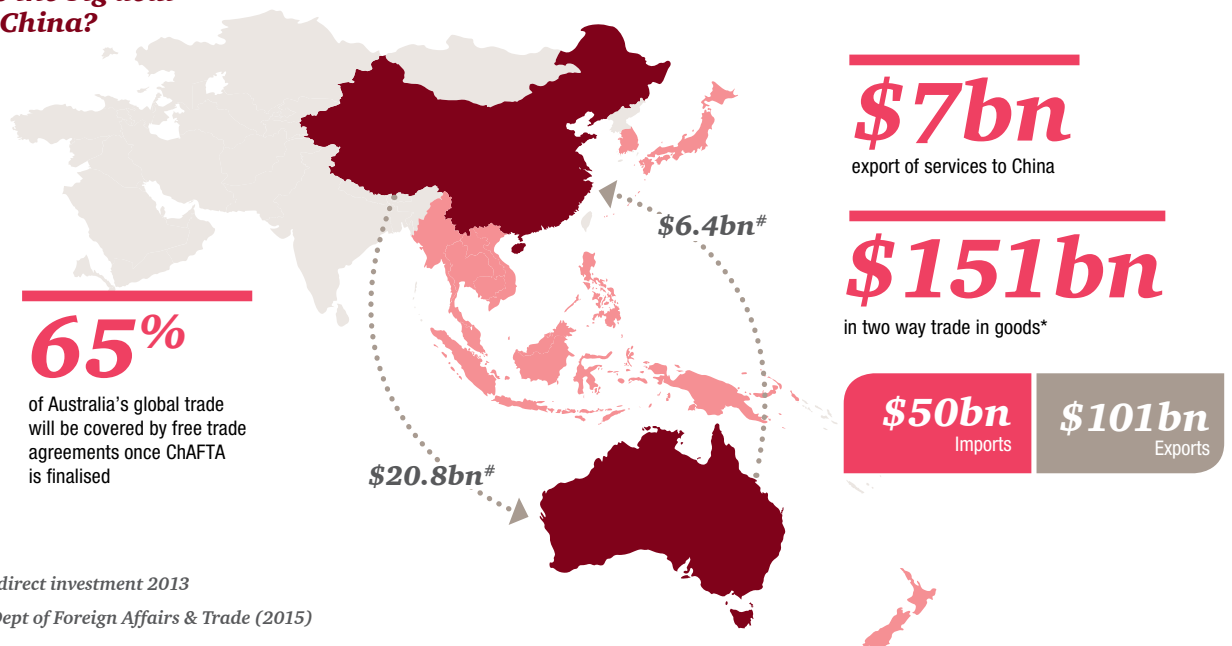 China?
$7bn
export of services to China
$6.4bn#
$151bn
in two way trade in goods*
65%
of Australia's global trade
will be covered by free trade
agreements once ChAFTA
is finalised
$50bn
Imports
$101bn
Exports
$20.8bn#
direct investment 2013
Dept of Foreign Affairs & Trade (2015)